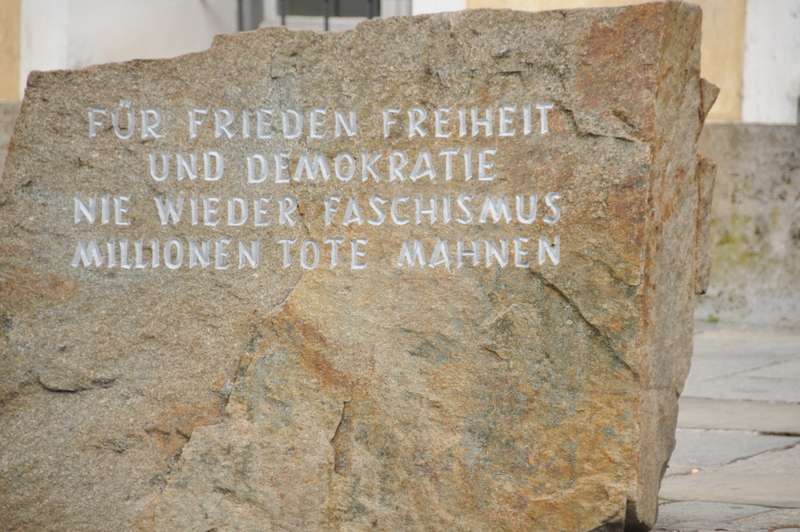 FÜR FRIEDEN FREIHEIT
UND DEMOKRATIE
NIE WIEDER FASCHISMUS
MILLIONEN TOTE MAHNEN